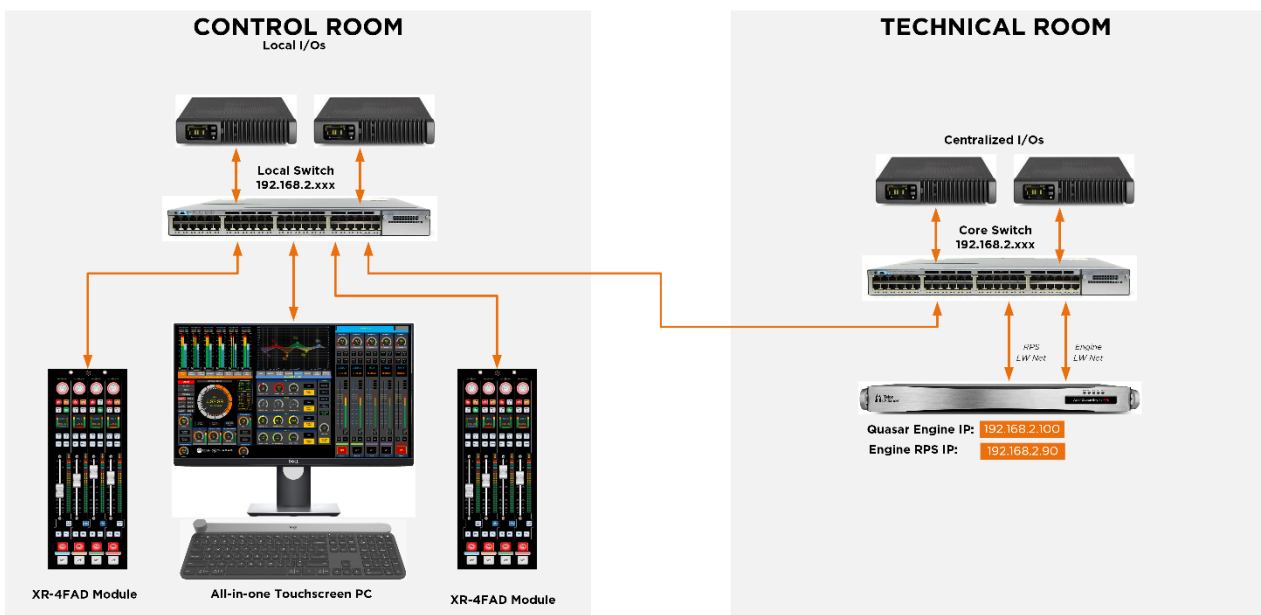 CONTROL ROOM
Local I/Os
Local Switch
192.168.2.xxx
XR-4FAD Module
All-in-one Touchscreen PC
XR-4FAD Module
TECHNICAL ROOM
Centralized I/Os
Core Switch
192.168.2.xxx
RPS
LW Net
Engine
LW Net
Quasar Engine IP: 192.168.2.100
Engine RPS IP: 192.168.2.90